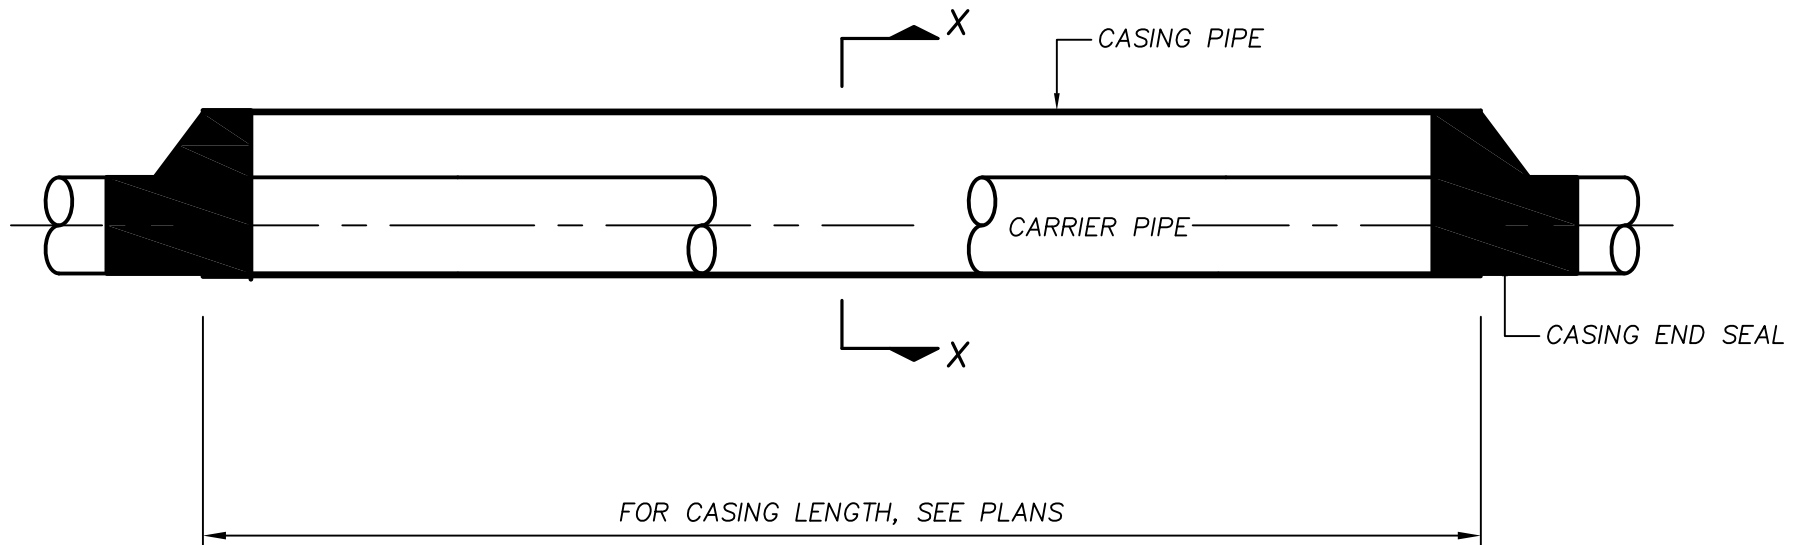 X
CASING PIPE
CARRIER PIPE
X
CASING END SEAL
FOR CASING LENGTH, SEE PLANS